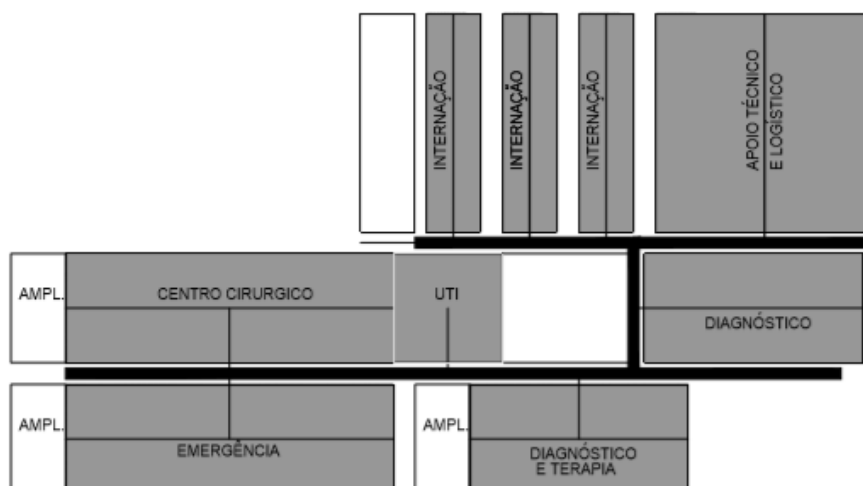 INTERNAÇÃO
INTERNAÇÃO
INTERNAÇÃO
APOIO TÉCNICO
E LOGÍSTICO
AMPL.
CENTRO CIRURGICO
UTI
DIAGNÓSTICO
AMPL.
EMERGÊNCIA
AMPL.
DIAGNÓSTICO
E TERAPIA